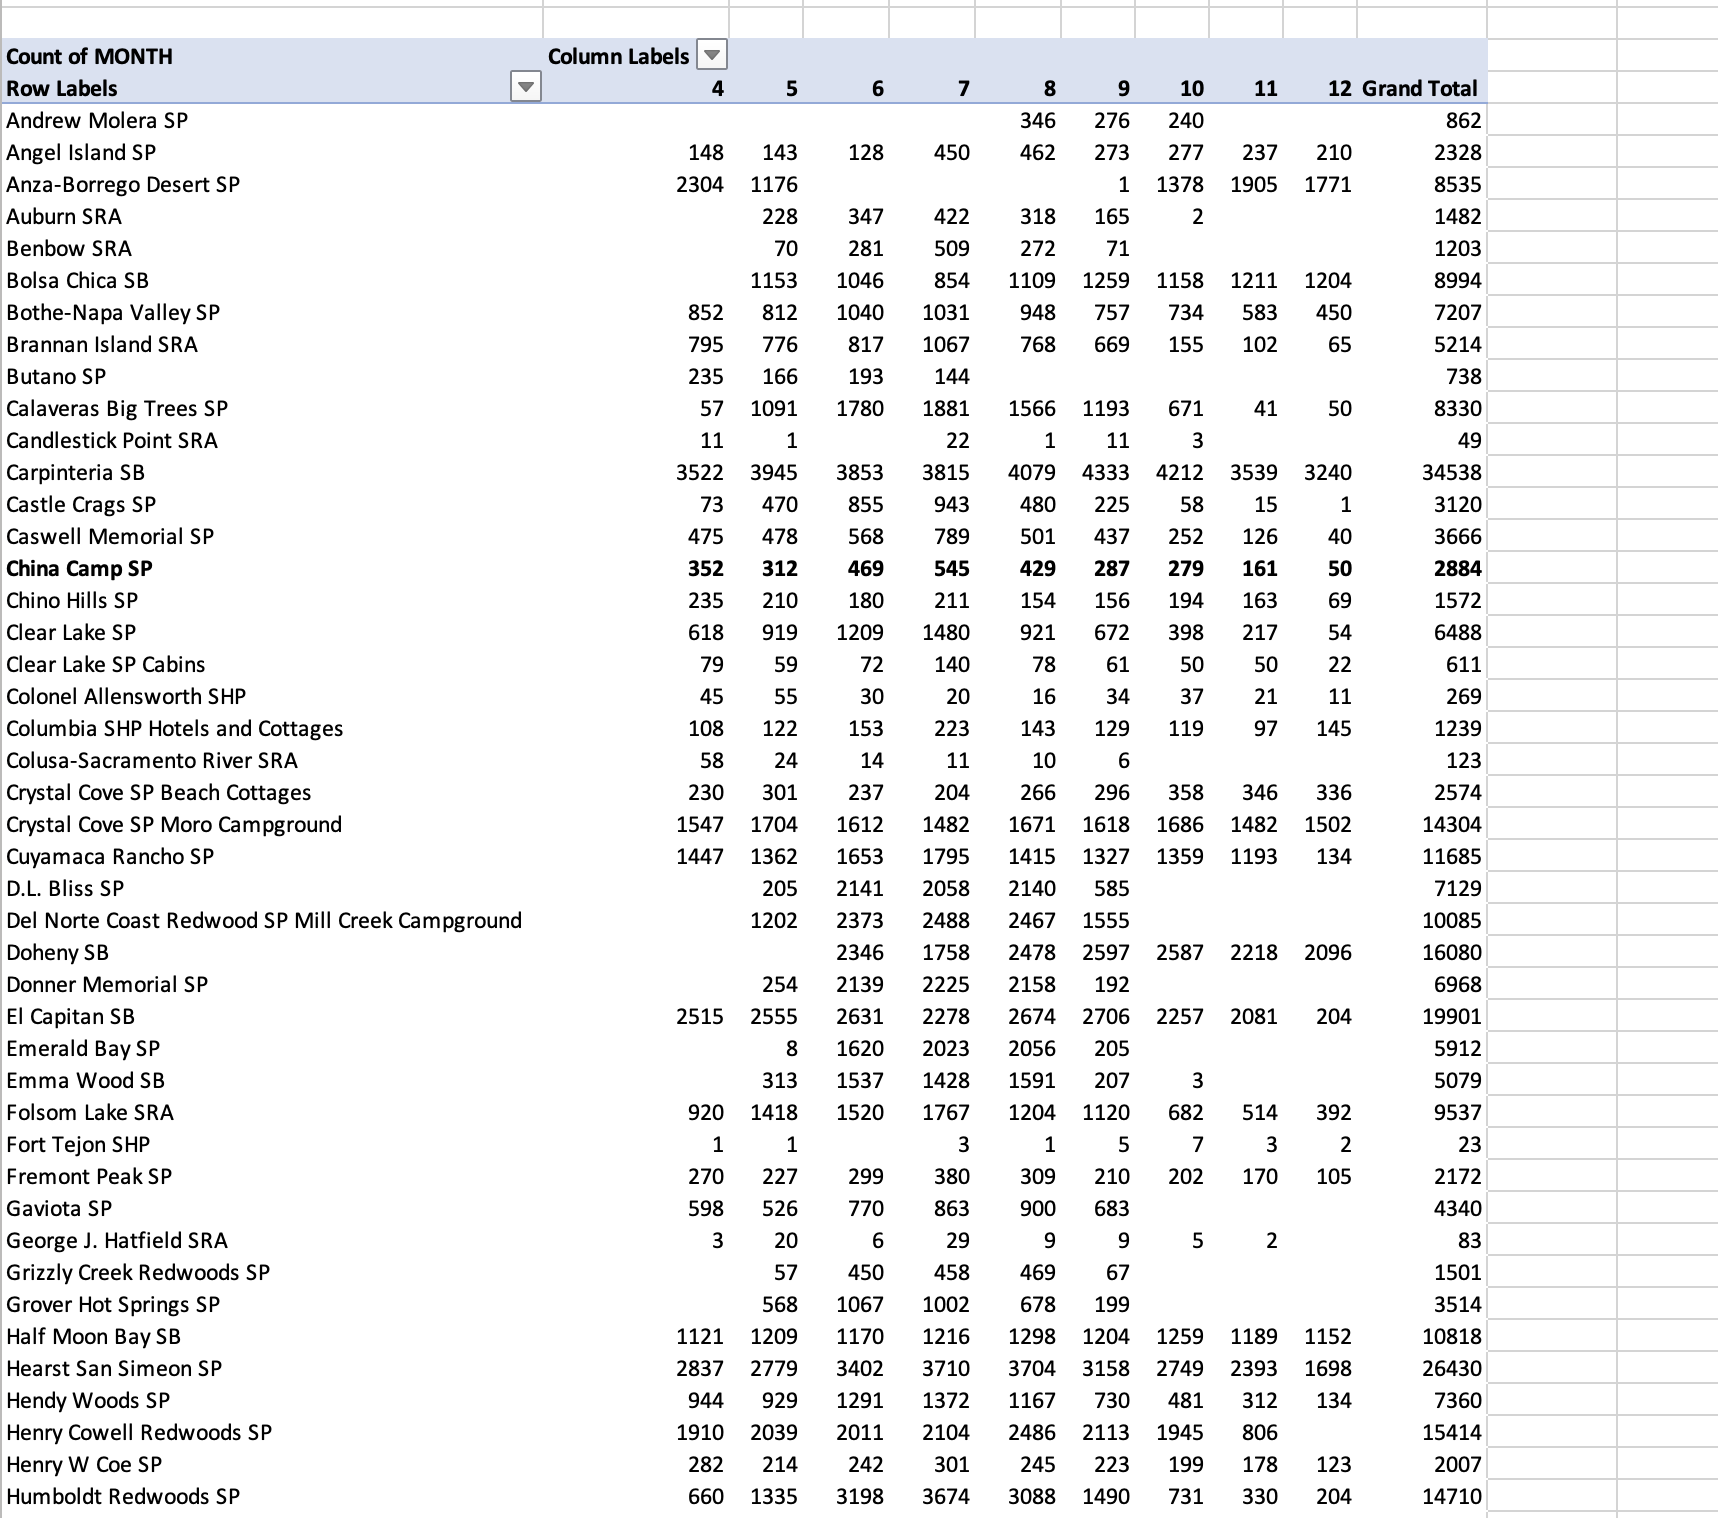 Count of MONTH Column Labels
Row Labels 4 5 6 7 8 9 10 11 12 Grand Total
Andrew Molera SP 346 276 240 862
Angel Island SP 148 143 128 450 462 273 277 237 210 2328
Anza-Borrego Desert SP 2304 1176 1 1378 1905 1771 8535
Auburn SRA 228 347 422 318 165 2 1482
Benbow SRA 70 281 509 272 71 1203
Bolsa Chica SB 1153 1046 854 1109 1259 1158 1211 1204 8994
Bothe-Napa Valley SP 852 812 1040 1031 948 757 734 583 450 7207
Brannan Island SRA 795 776 817 1067 768 669 155 102 65 5214
Butano SP 235 166 193 144 738
Calaveras Big Trees SP 57 1091 1780 1881 1566 1193 671 41 50 8330
Candlestick Point SRA 11 1 22 1 11 3 49
Carpinteria SB 3522 3945 3853 3815 4079 4333 4212 3539 3240 34538
Castle Crags SP 73 470 855 943 480 225 58 15 1 3120
Caswell Memorial SP 475 478 568 789 501 437 252 126 40 3666
China Camp SP 352 312 469 545 429 287 279 161 50 2884
Chino Hills SP 235 210 180 211 154 156 194 163 69 1572
Clear Lake SP 618 919 1209 1480 921 672 398 217 54 6488
Clear Lake SP Cabins 79 59 72 140 78 61 50 50 22 611
Colonel Allensworth SHP 45 55 30 20 16 34 37 21 11 269
Columbia SHP Hotels and Cottages 108 122 153 223 143 129 119 97 145 1239
Colusa-Sacramento River SRA 58 24 14 11 10 6 123
Crystal Cove SP Beach Cottages 230 301 237 204 266 296 358 346 336 2574
Crystal Cove SP Moro Campground 1547 1704 1612 1482 1671 1618 1686 1482 1502 14304
Cuyamaca Rancho SP 1447 1362 1653 1795 1415 1327 1359 1193 134 11685
D.L. Bliss SP 205 2141 2058 2140 585 7129
Del Norte Coast Redwood SP Mill Creek Campground 1202 2373 2488 2467 1555 10085
Doheny SB 2346 1758 2478 2597 2587 2218 2096 16080
Donner Memorial SP 254 2139 2225 2158 192 6968
El Capitan SB 2515 2555 2631 2278 2674 2706 2257 2081 204 19901
Emerald Bay SP 8 1620 2023 2056 205 5912
Emma Wood SB 313 1537 1428 1591 207 3 5079
Folsom Lake SRA 920 1418 1520 1767 1204 1120 682 514 392 9537
Fort Tejon SHP 1 1 3 1 5 7 3 2 23
Fremont Peak SP 270 227 299 380 309 210 202 170 105 2172
Gaviota SP 598 526 770 863 900 683 4340
George J. Hatfield SRA 3 20 6 29 9 9 5 2 83
Grizzly Creek Redwoods SP 57 450 458 469 67 1501
Grover Hot Springs SP 568 1067 1002 678 199 3514
Half Moon Bay SB 1121 1209 1170 1216 1298 1204 1259 1189 1152 10818
Hearst San Simeon SP 2837 2779 3402 3710 3704 3158 2749 2393 1698 26430
Hendy Woods SP 944 929 1291 1372 1167 730 481 312 134 7360
Henry Cowell Redwoods SP 1910 2039 2011 2104 2486 2113 1945 806 15414
Henry W Coe SP 282 214 242 301 245 223 199 178 123 2007
Humboldt Redwoods SP 660 1335 3198 3674 3088 1490 731 330 204 14710